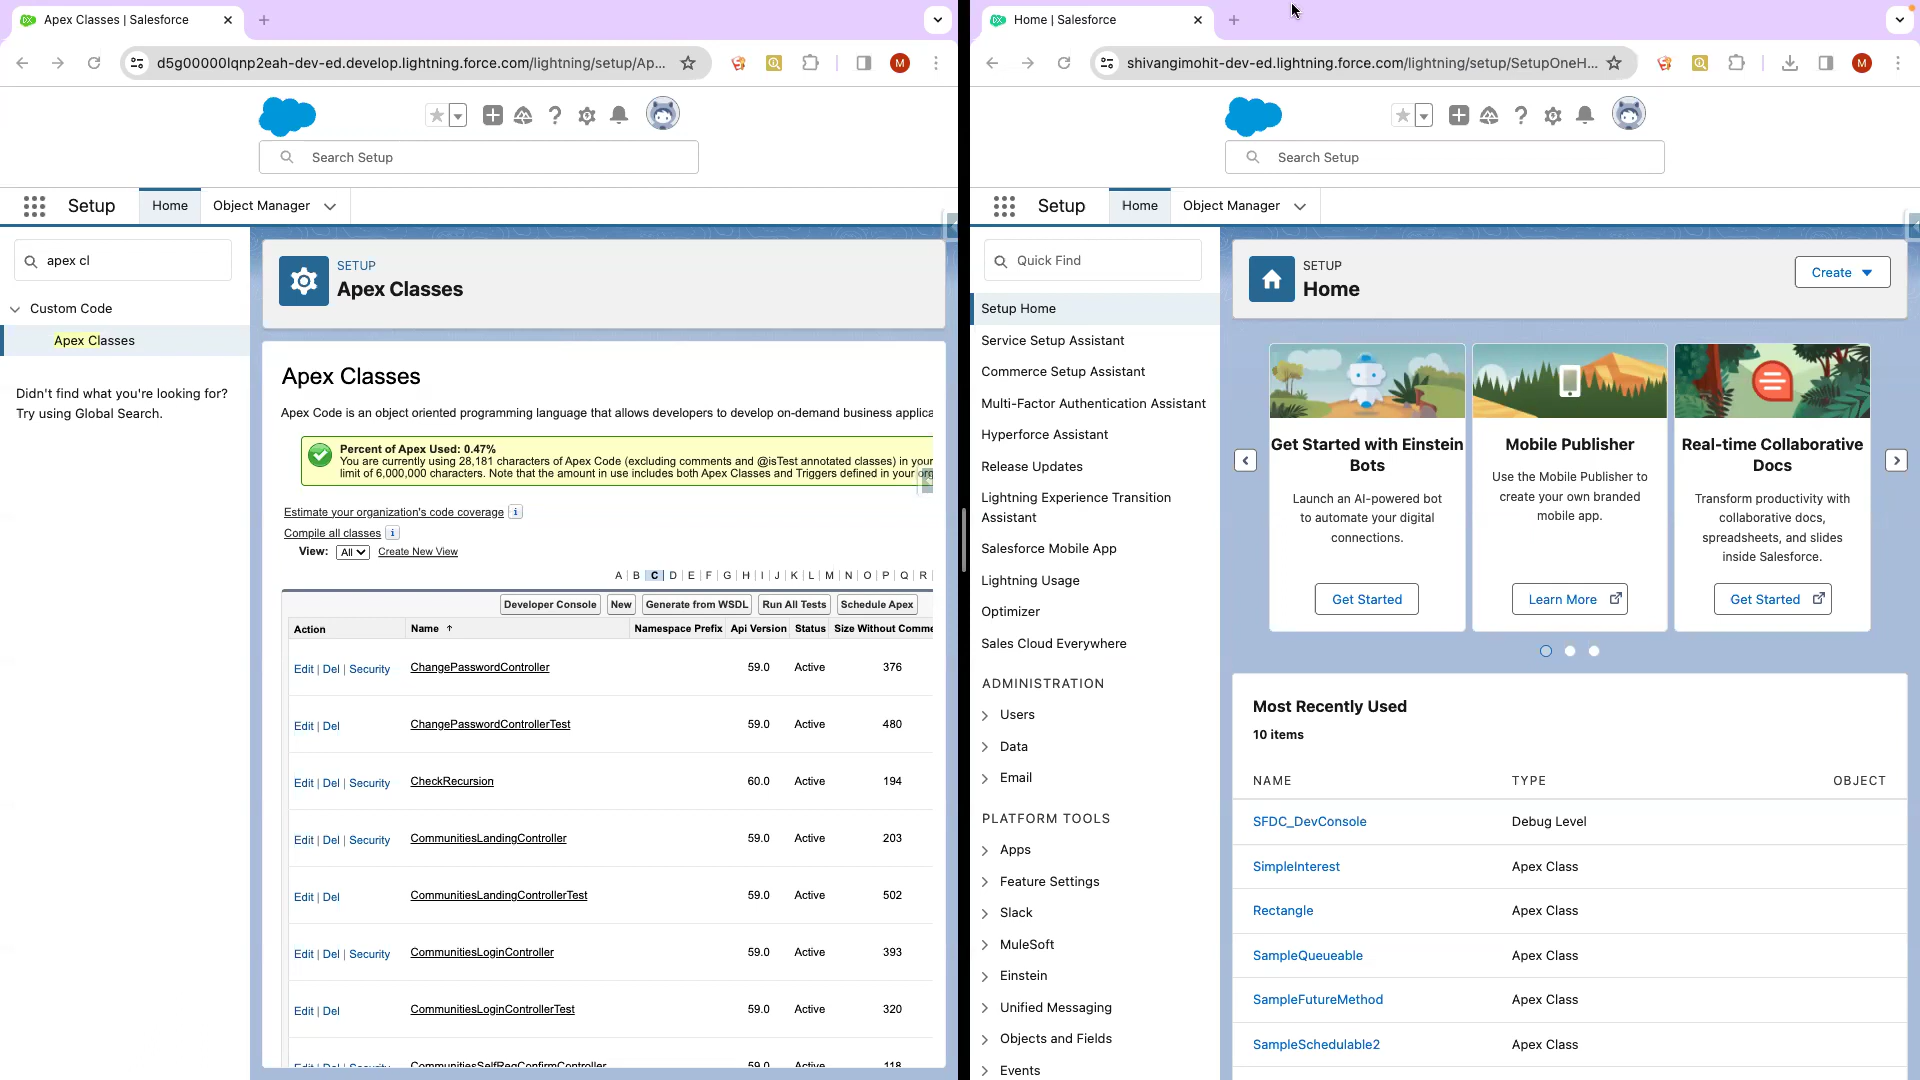 Apex Classes | Salesforce
d5g00000lqnp2eah-dev-ed.develop.lightning.force.com/lightning/setup/Ap...
M
Search Setup
Setup
Home
Object Manager
apex cl
Custom Code
Apex Classes
Didn't find what you're looking for?
Try using Global Search.
SETUP
Apex Classes
Apex Classes
Apex Code is an object oriented programming language that allows developers to develop on-demand business applica
Percent of Apex Used: 0.47%
You are currently using 28,181 characters of Apex Code (excluding comments and @isTest annotated classes) in your
limit of 6,000,000 characters. Note that the amount in use includes both Apex Classes and Triggers defined in your org
Estimate your organization's code coverage i
Compile all classes i
View: All Create New View
A | B | C | D | E | F | G | H | I | J | K | L | M | N | O | P | Q | R |
Developer Console New Generate from WSDL Run All Tests Schedule Apex
Action Name ↑ Namespace Prefix Api Version Status Size Without Comme
Edit | Del | Security ChangePasswordController 59.0 Active 376
Edit | Del ChangePasswordControllerTest 59.0 Active 480
Edit | Del | Security CheckRecursion 60.0 Active 194
Edit | Del | Security CommunitiesLandingController 59.0 Active 203
Edit | Del CommunitiesLandingControllerTest 59.0 Active 502
Edit | Del | Security CommunitiesLoginController 59.0 Active 393
Edit | Del CommunitiesLoginControllerTest 59.0 Active 320
Edit | Del | Security CommunitiesSelfRegConfirmController 59.0 Active 118
Home | Salesforce
shivangimohit-dev-ed.lightning.force.com/lightning/setup/SetupOneH...
M
Search Setup
Setup
Home
Object Manager
Quick Find
Setup Home
Service Setup Assistant
Commerce Setup Assistant
Multi-Factor Authentication Assistant
Hyperforce Assistant
Release Updates
Lightning Experience Transition
Assistant
Salesforce Mobile App
Lightning Usage
Optimizer
Sales Cloud Everywhere
ADMINISTRATION
Users
Data
Email
PLATFORM TOOLS
Apps
Feature Settings
Slack
MuleSoft
Einstein
Unified Messaging
Objects and Fields
Events
SETUP
Home
Create
Get Started with Einstein
Bots
Launch an AI-powered bot
to automate your digital
connections.
Get Started
Mobile Publisher
Use the Mobile Publisher to
create your own branded
mobile app.
Learn More
Real-time Collaborative
Docs
Transform productivity with
collaborative docs,
spreadsheets, and slides
inside Salesforce.
Get Started
Most Recently Used
10 items
NAME TYPE OBJECT
SFDC_DevConsole Debug Level
SimpleInterest Apex Class
Rectangle Apex Class
SampleQueueable Apex Class
SampleFutureMethod Apex Class
SampleSchedulable2 Apex Class